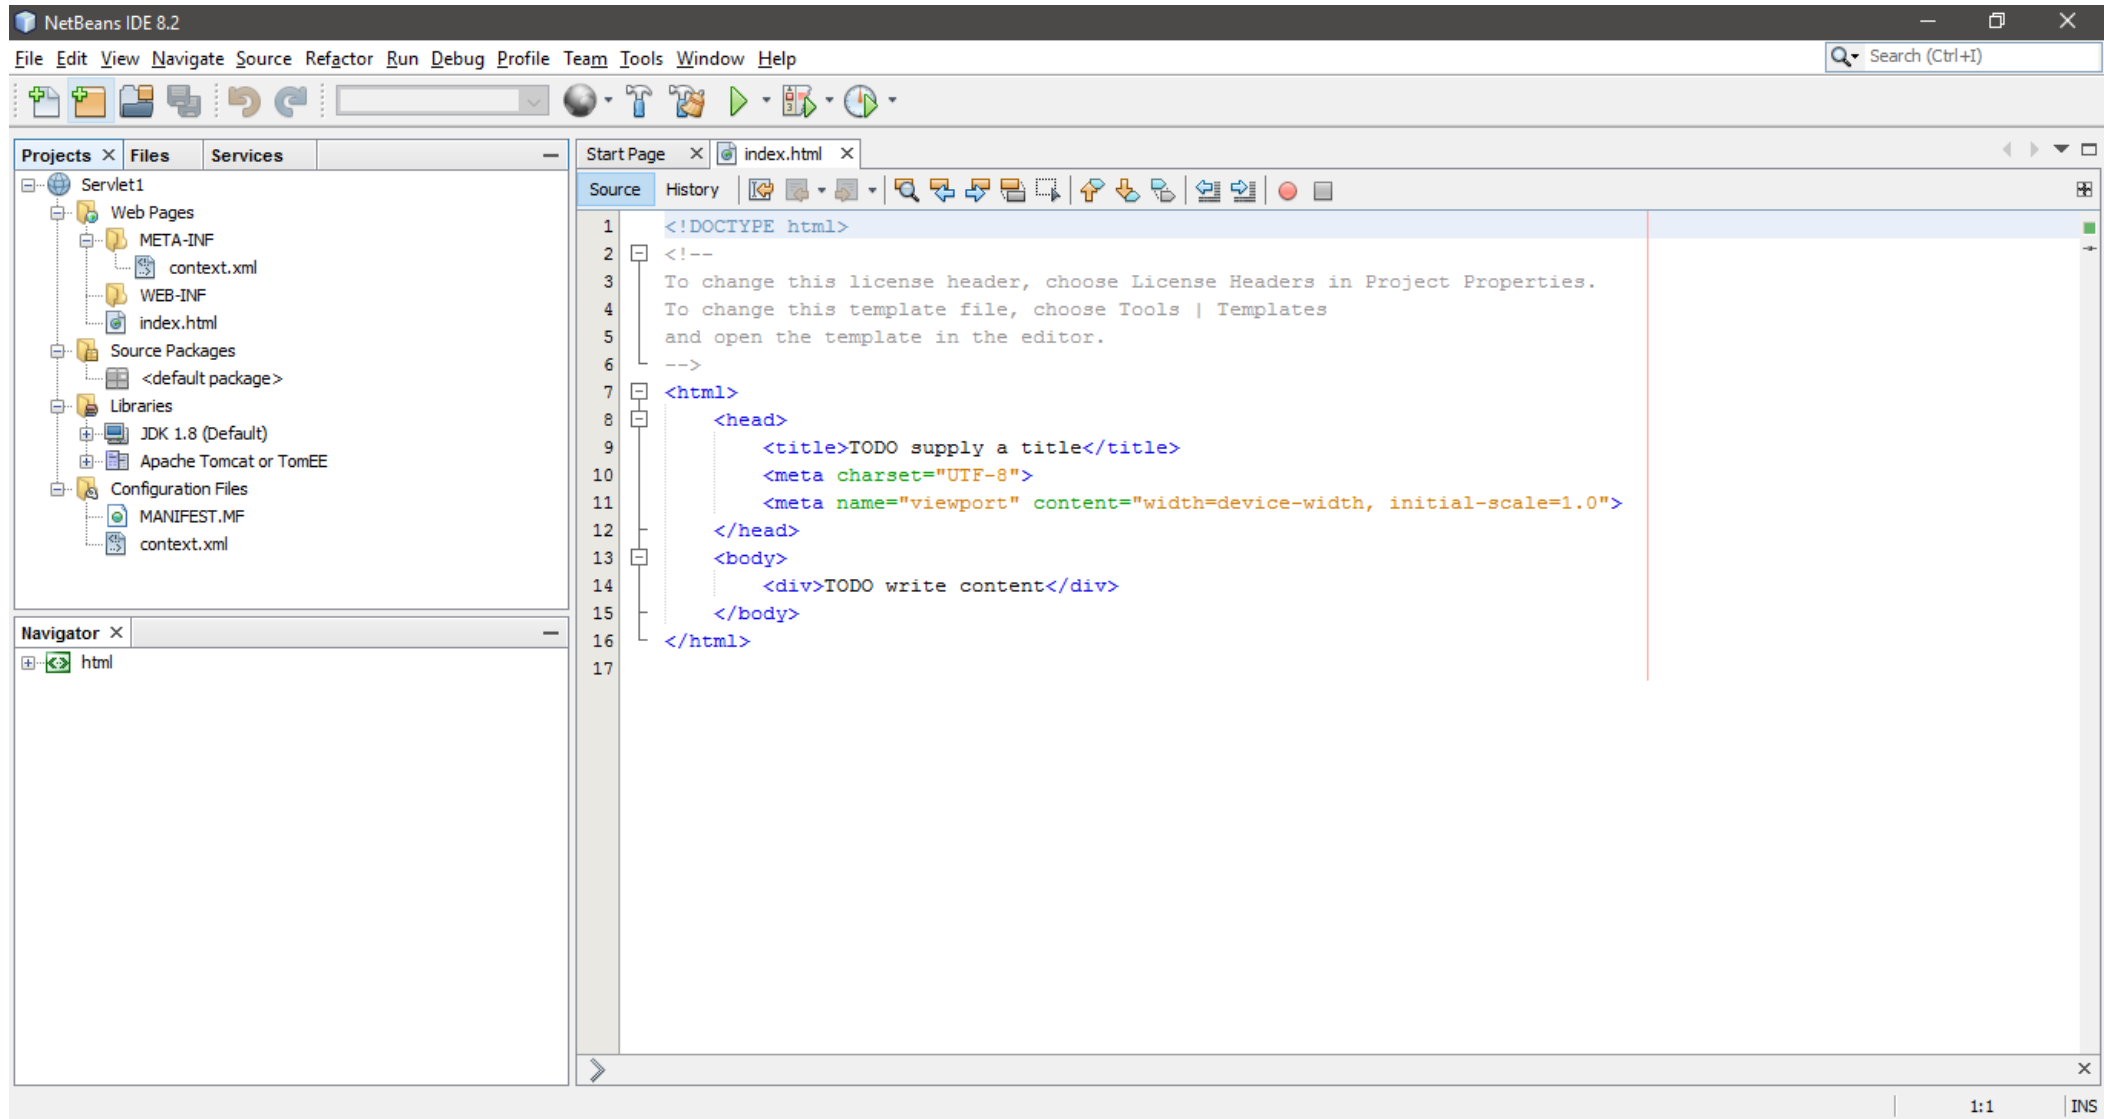 NetBeans IDE 8.2
File Edit View Navigate Source Refactor Run Debug Profile Team Tools Window Help
Search (Ctrl+I)
Projects Files Services
Servlet1
Web Pages
META-INF
context.xml
WEB-INF
index.html
Source Packages
<default package>
Libraries
JDK 1.8 (Default)
Apache Tomcat or TomEE
Configuration Files
MANIFEST.MF
context.xml
Navigator
html
Start Page index.html
Source History
1 <!DOCTYPE html>
2 <!--
3 To change this license header, choose License Headers in Project Properties.
4 To change this template file, choose Tools | Templates
5 and open the template in the editor.
6 -->
7 <html>
8 <head>
9 <title>TODO supply a title</title>
10 <meta charset="UTF-8">
11 <meta name="viewport" content="width=device-width, initial-scale=1.0">
12 </head>
13 <body>
14 <div>TODO write content</div>
15 </body>
16 </html>
17
1:1 INS